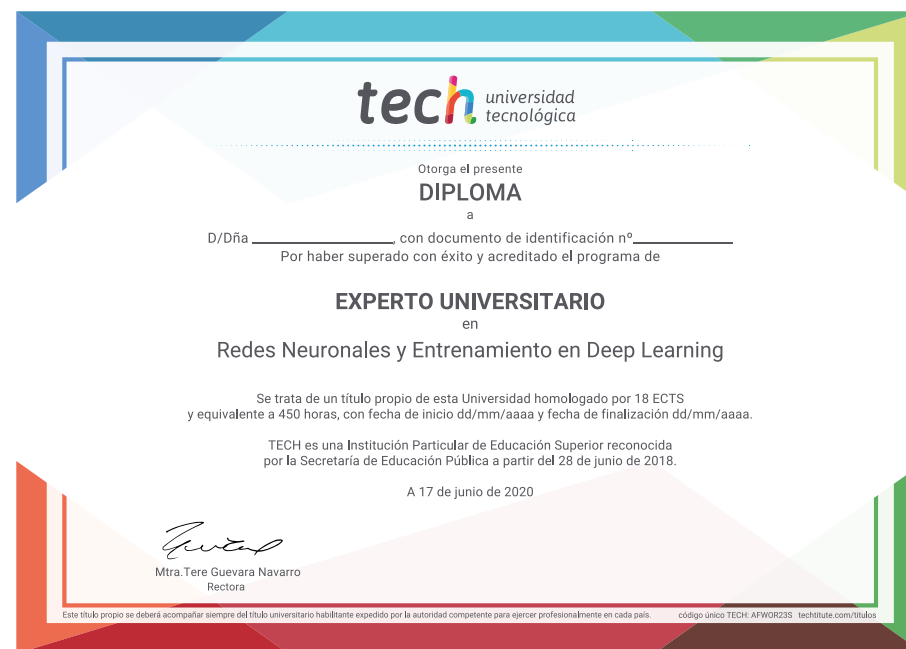 tech universidad
tecnológica
Otorga el presente
DIPLOMA
a
D/Dña ____________________, con documento de identificación nº______________
Por haber superado con éxito y acreditado el programa de
EXPERTO UNIVERSITARIO
en
Redes Neuronales y Entrenamiento en Deep Learning
Se trata de un título propio de esta Universidad homologado por 18 ECTS
y equivalente a 450 horas, con fecha de inicio dd/mm/aaaa y fecha de finalización dd/mm/aaaa.
TECH es una Institución Particular de Educación Superior reconocida
por la Secretaría de Educación Pública a partir del 28 de junio de 2018.
A 17 de junio de 2020
Mtra.Tere Guevara Navarro
Rectora
Este título propio se deberá acompañar siempre del título universitario habilitante expedido por la autoridad competente para ejercer profesionalmente en cada país. código único TECH: AFWOR23S techtitute.com/titulos